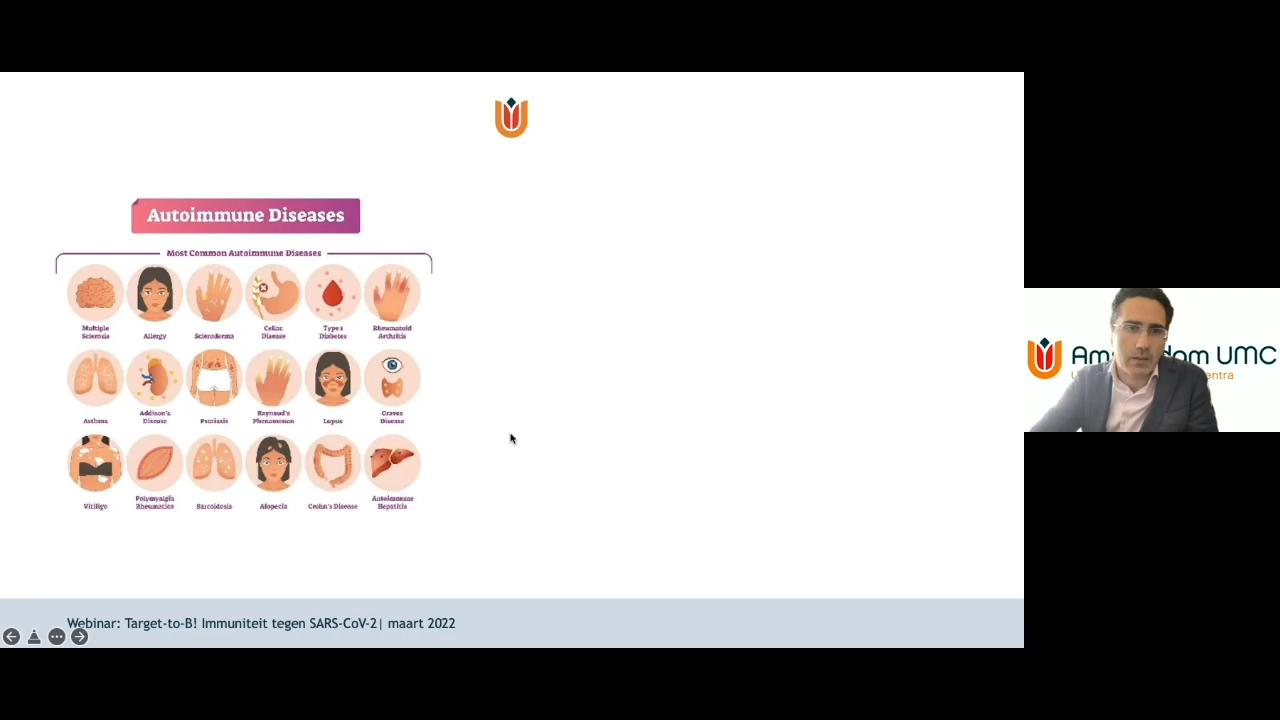 Autoimmune Diseases
Most Common Autoimmune Diseases
Multiple Sclerosis
Allergy
Scleroderma
Celiac Disease
Type 1 Diabetes
Rheumatoid Arthritis
Asthma
Addison's Disease
Psoriasis
Raynaud's Phenomenon
Lupus
Graves Disease
Vitiligo
Polymyalgia Rheumatica
Sarcoidosis
Alopecia
Crohn's Disease
Autoimmune Hepatitis
Webinar: Target-to-B! Immuniteit tegen SARS-CoV-2| maart 2022
UMC